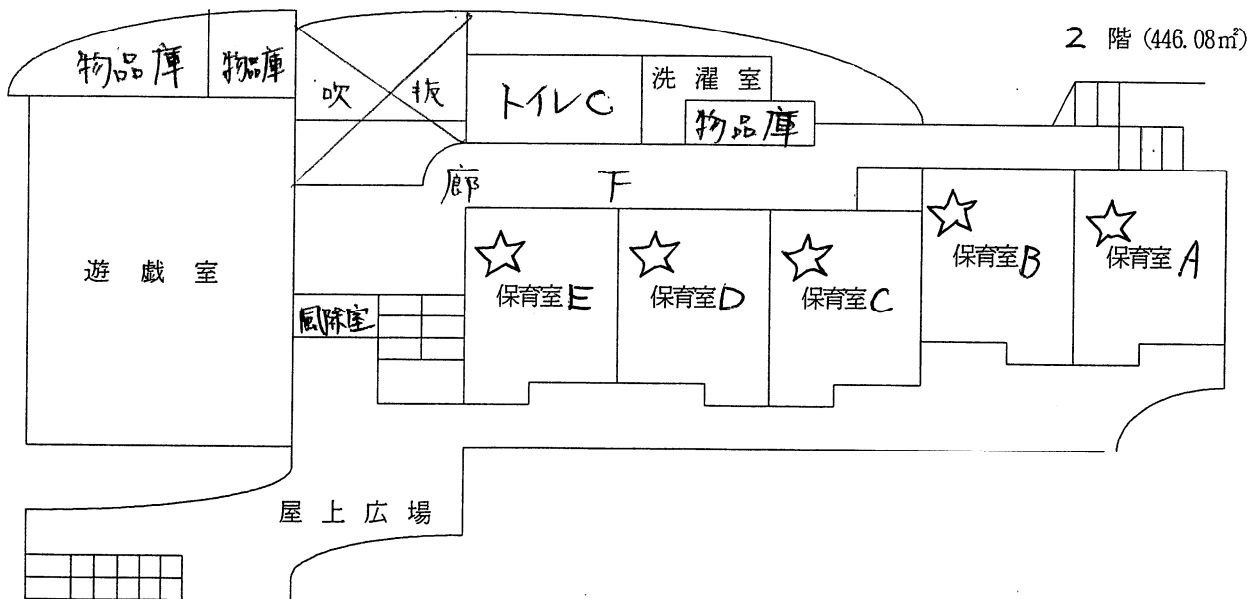 2 階 (446.08㎡)
物品庫
物品庫
吹 抜
トイレC
洗 濯 室
物品庫
廊 下
保育室B
保育室A
遊 戯 室
保育室E
保育室D
保育室C
風除室
屋 上 広 場